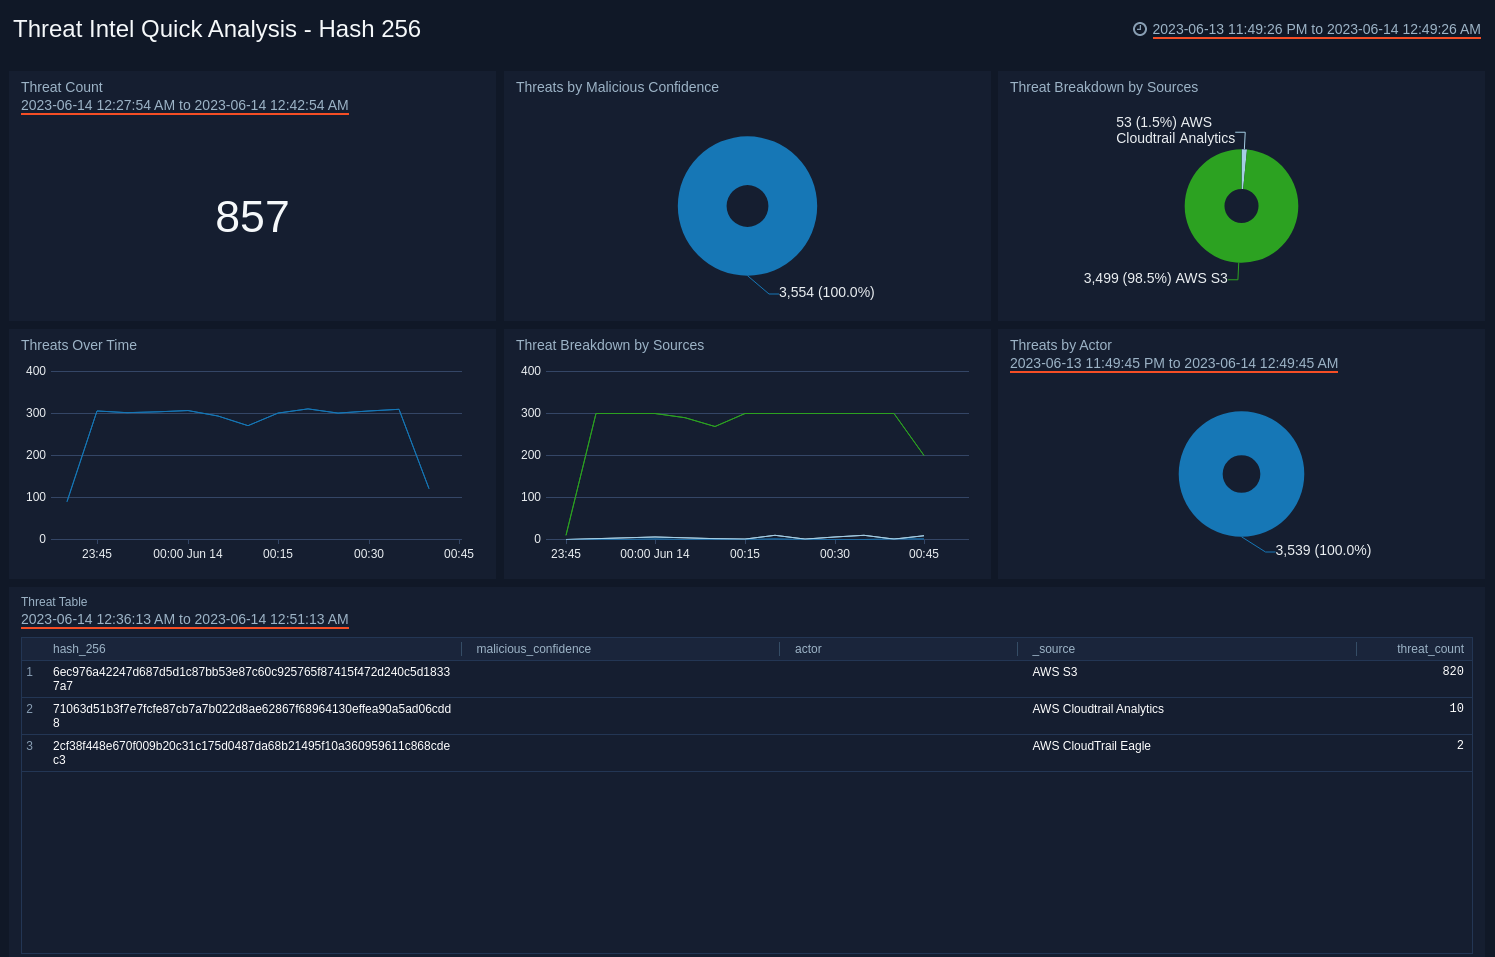 Threat Intel Quick Analysis - Hash 256
2023-06-13 11:49:26 PM to 2023-06-14 12:49:26 AM
Threat Count
2023-06-14 12:27:54 AM to 2023-06-14 12:42:54 AM
857
Threats by Malicious Confidence
3,554 (100.0%)
Threat Breakdown by Sources
53 (1.5%) AWS
Cloudtrail Analytics
3,499 (98.5%) AWS S3
Threats Over Time
400
300
200
100
0
23:45 00:00 Jun 14 00:15 00:30 00:45
Threat Breakdown by Sources
400
300
200
100
0
23:45 00:00 Jun 14 00:15 00:30 00:45
Threats by Actor
2023-06-13 11:49:45 PM to 2023-06-14 12:49:45 AM
3,539 (100.0%)
Threat Table
2023-06-14 12:36:13 AM to 2023-06-14 12:51:13 AM
hash_256 malicious_confidence actor _source threat_count
1 6ec976a42247d687d5d1c87bb53e87c60c925765f87415f472d240c5d1833 AWS S3 820
7a7
2 71063d51b3f7e7fcfe87cb7a7b022d8ae62867f68964130effea90a5ad06cdd AWS Cloudtrail Analytics 10
8
3 2cf38f448e670f009b20c31c175d0487da68b21495f10a360959611c868cde AWS CloudTrail Eagle 2
c3